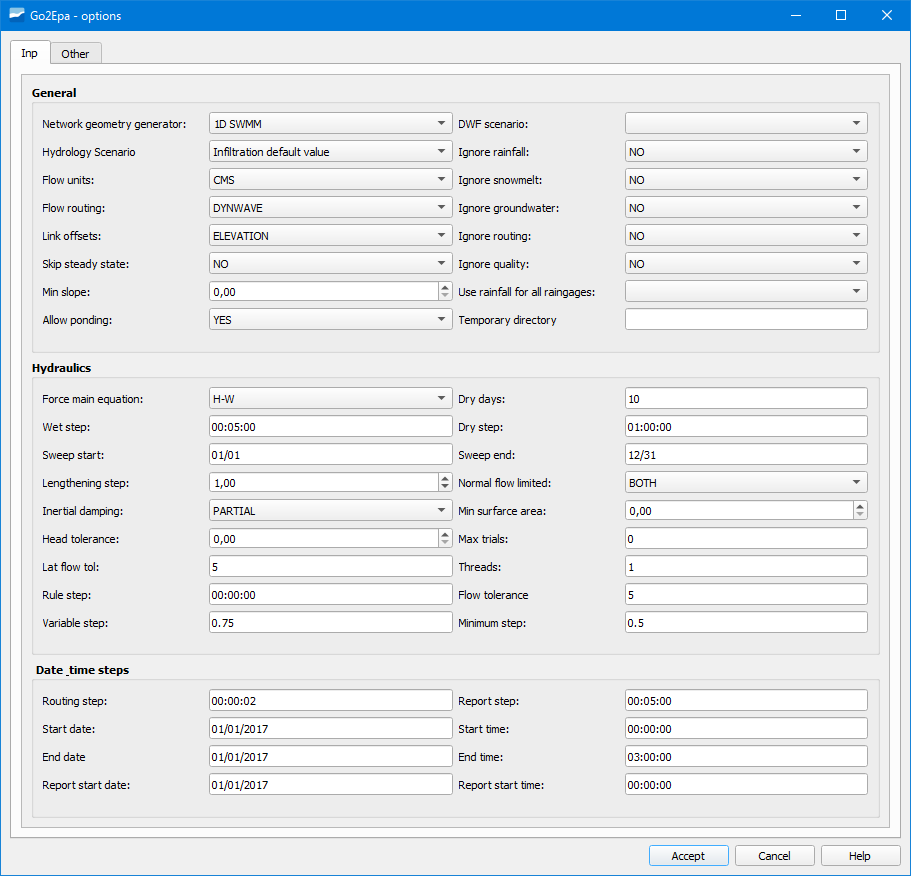 Go2Epa - options
Inp Other
General
Network geometry generator: 1D SWMM DWF scenario:
Hydrology Scenario Infiltration default value Ignore rainfall: NO
Flow units: CMS Ignore snowmelt: NO
Flow routing: DYNWAVE Ignore groundwater: NO
Link offsets: ELEVATION Ignore routing: NO
Skip steady state: NO Ignore quality: NO
Min slope: 0,00 Use rainfall for all raingages:
Allow ponding: YES Temporary directory
Hydraulics
Force main equation: H-W Dry days: 10
Wet step: 00:05:00 Dry step: 01:00:00
Sweep start: 01/01 Sweep end: 12/31
Lengthening step: 1,00 Normal flow limited: BOTH
Inertial damping: PARTIAL Min surfarce area: 0,00
Head tolerance: 0,00 Max trials: 0
Lat flow tol: 5 Threads: 1
Rule step: 00:00:00 Flow tolerance 5
Variable step: 0.75 Minimum step: 0.5
Date_time steps
Routing step: 00:00:02 Report step: 00:05:00
Start date: 01/01/2017 Start time: 00:00:00
End date 01/01/2017 End time: 03:00:00
Report start date: 01/01/2017 Report start time: 00:00:00
Accept Cancel Help